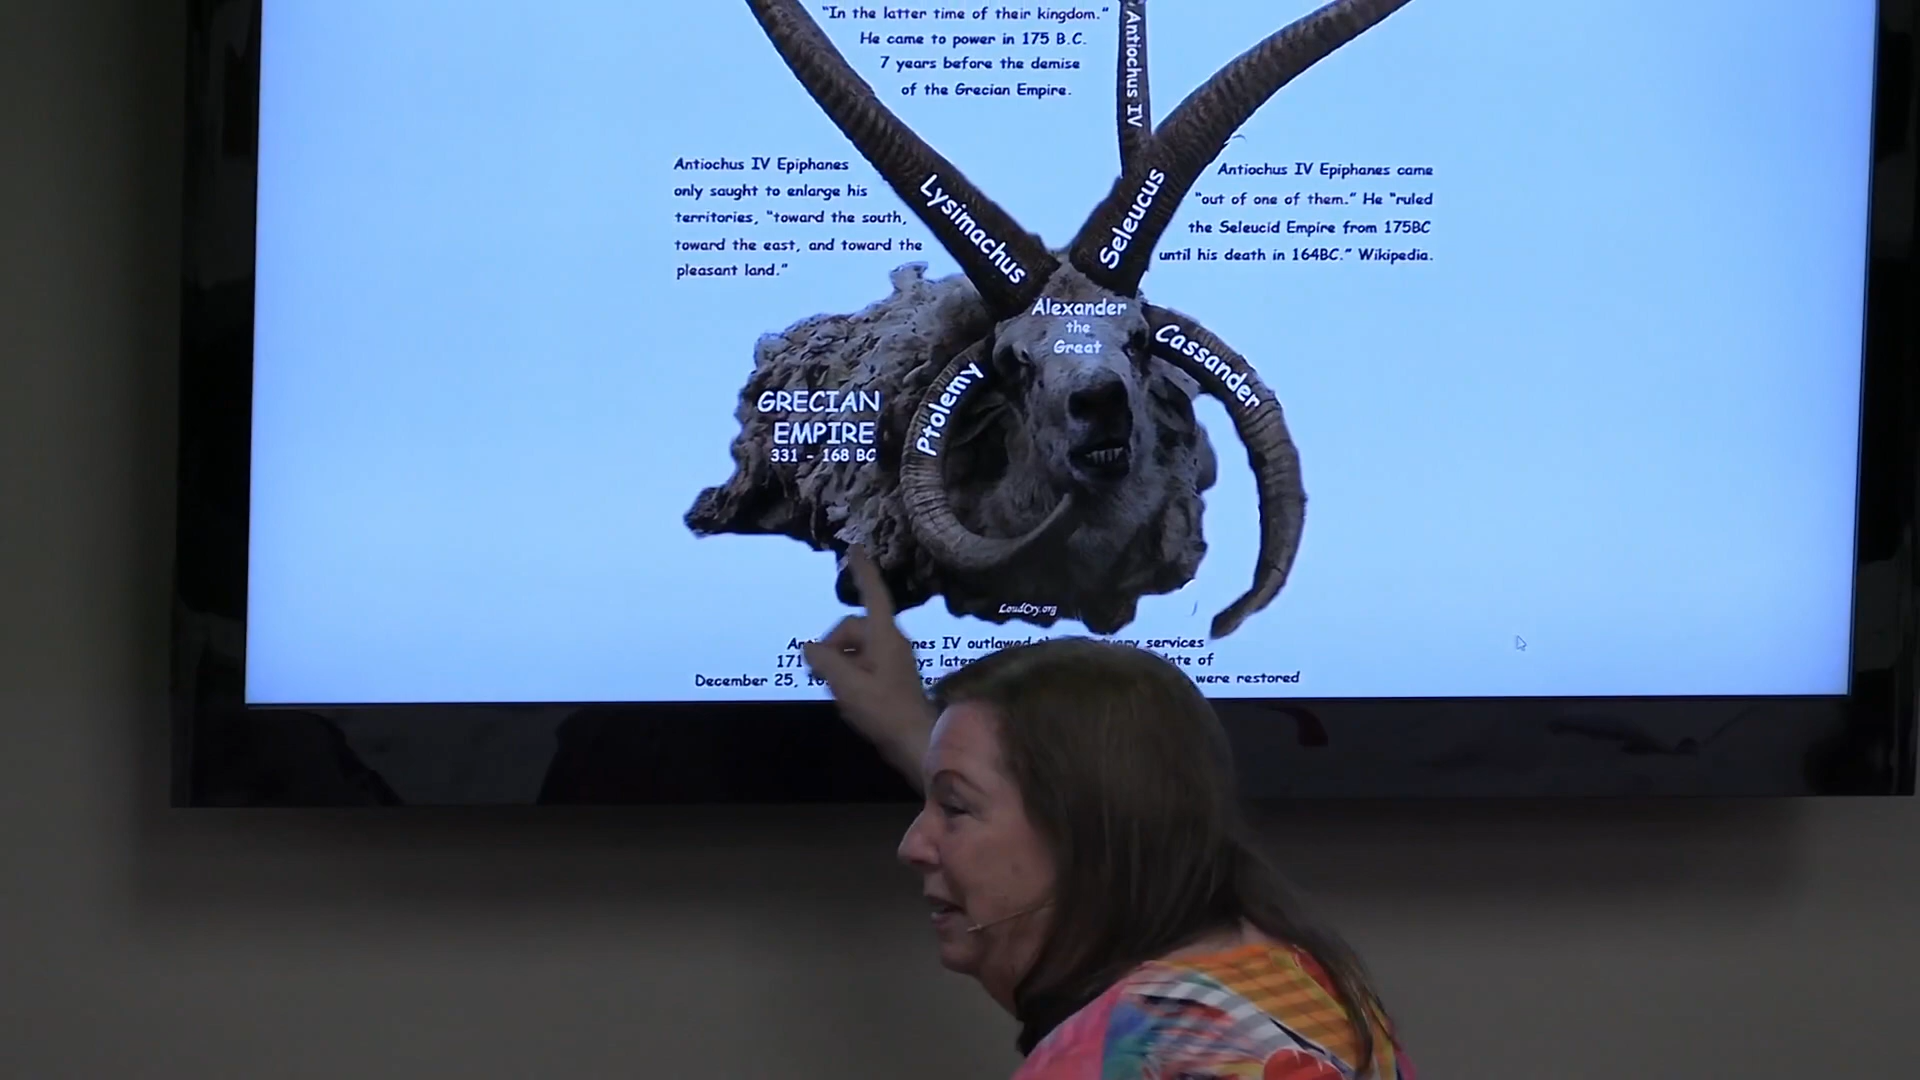 "In the latter time of their kingdom."
He came to power in 175 B.C.
7 years before the demise
of the Grecian Empire.
Antiochus IV
Antiochus IV Epiphanes
only saught to enlarge his
territories, "toward the south,
toward the east, and toward the
pleasant land."
Antiochus IV Epiphanes came
"out of one of them." He "ruled
the Seleucid Empire from 175BC
until his death in 164BC." Wikipedia.
Lysimachus
Seleucus
Alexander
the
Great
Ptolemy
Cassander
GRECIAN
EMPIRE
331 - 168 BC
LoudCry.org
IV outlawed services
171 of
December 25, were restored